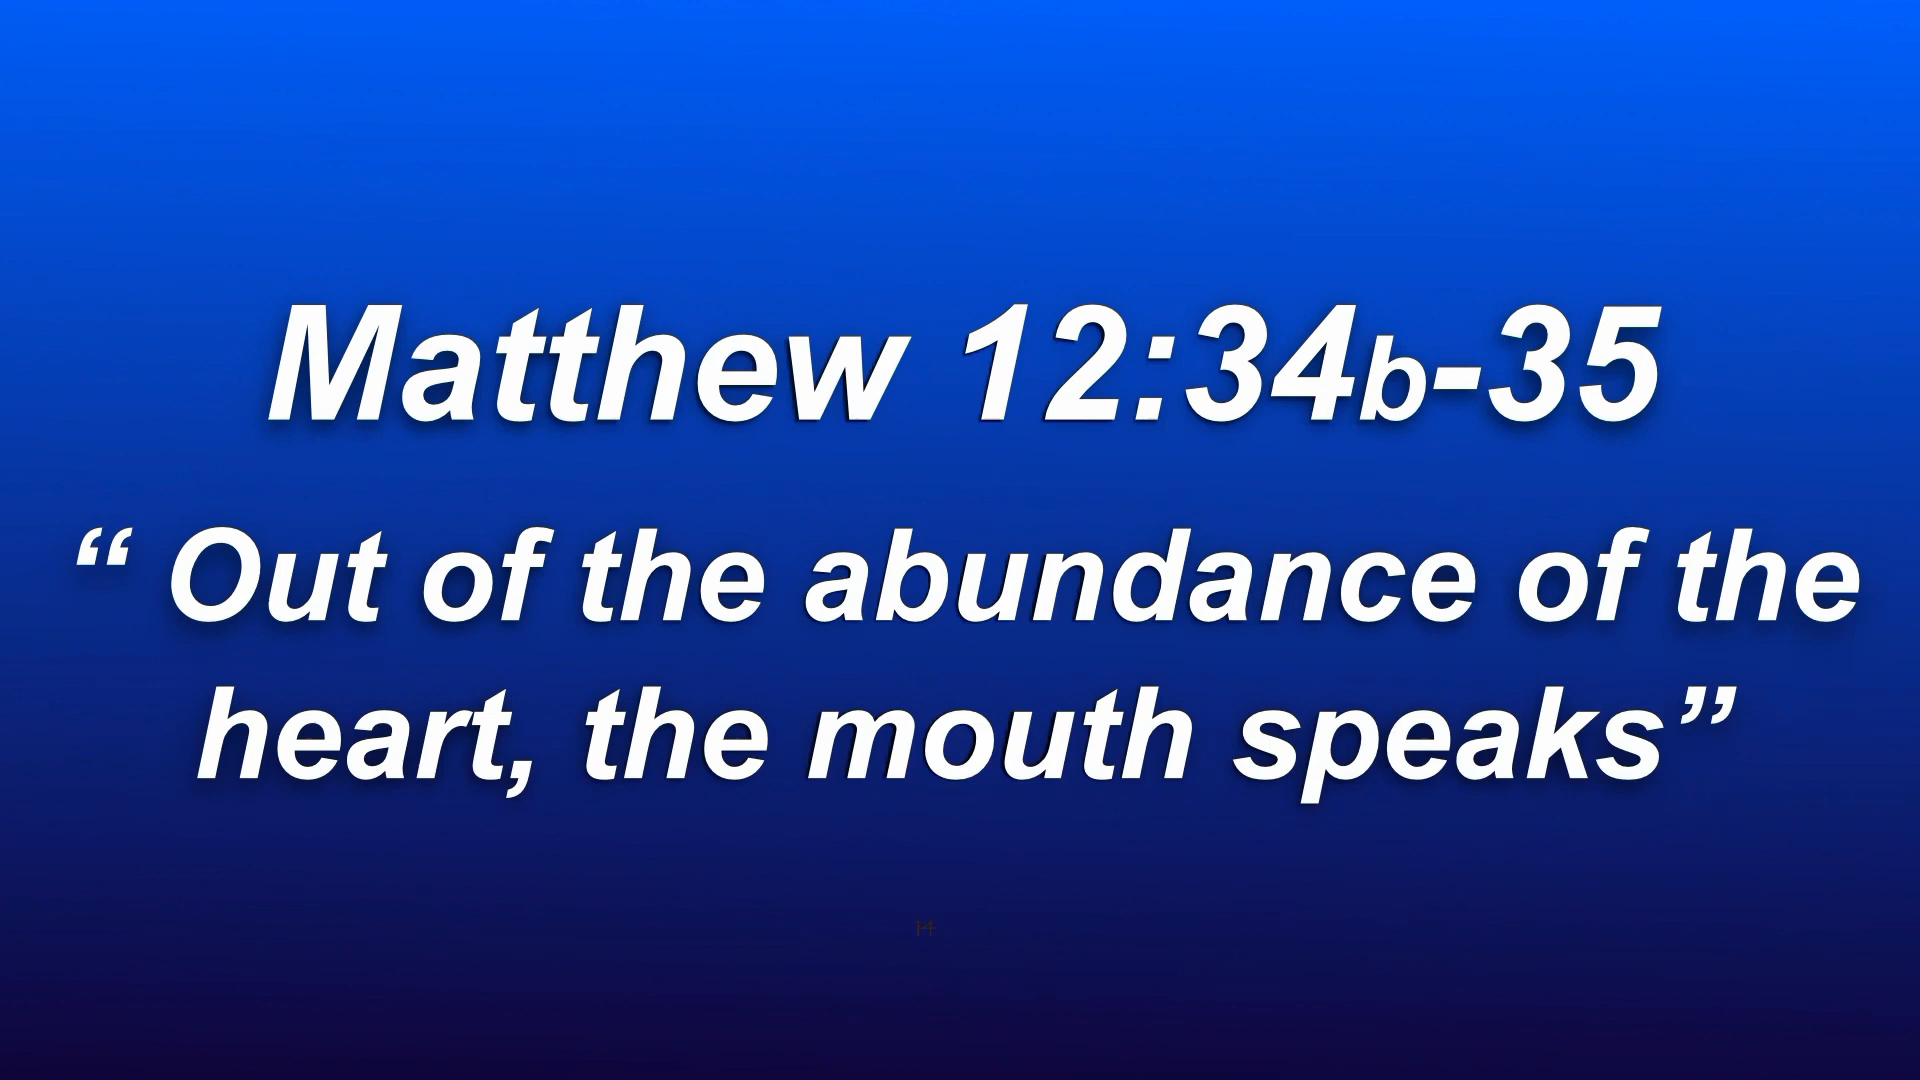 Matthew 12:34b-35
“ Out of the abundance of the
heart, the mouth speaks”